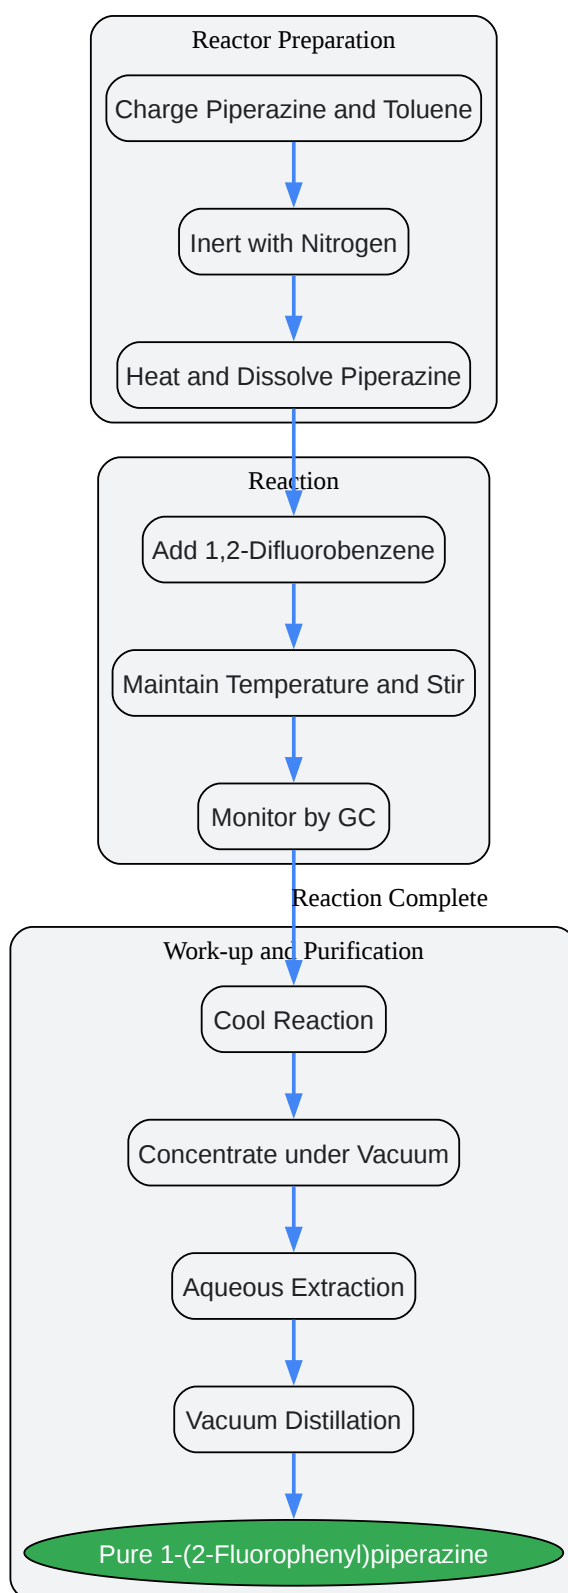 Reactor Preparation
Charge Piperazine and Toluene
Inert with Nitrogen
Heat and Dissolve Piperazine
Reaction
Add 1,2-Difluorobenzene
Maintain Temperature and Stir
Monitor by GC
Reaction Complete
Work-up and Purification
Cool Reaction
Concentrate under Vacuum
Aqueous Extraction
Vacuum Distillation
Pure 1-(2-Fluorophenyl)piperazine